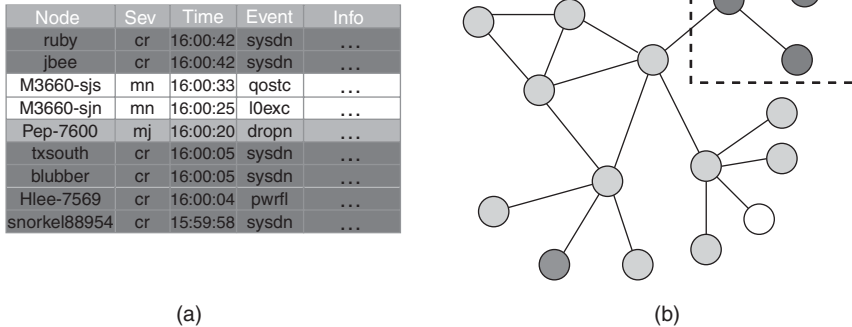 Node Sev Time Event Info
ruby cr 16:00:42 sysdn ...
jbee cr 16:00:42 sysdn ...
M3660-sjs mn 16:00:33 qostc ...
M3660-sjn mn 16:00:25 l0exc ...
Pep-7600 mj 16:00:20 dropn ...
txsouth cr 16:00:05 sysdn ...
blubber cr 16:00:05 sysdn ...
Hlee-7569 cr 16:00:04 pwrfl ...
snorkel88954 cr 15:59:58 sysdn ...
(a) (b)